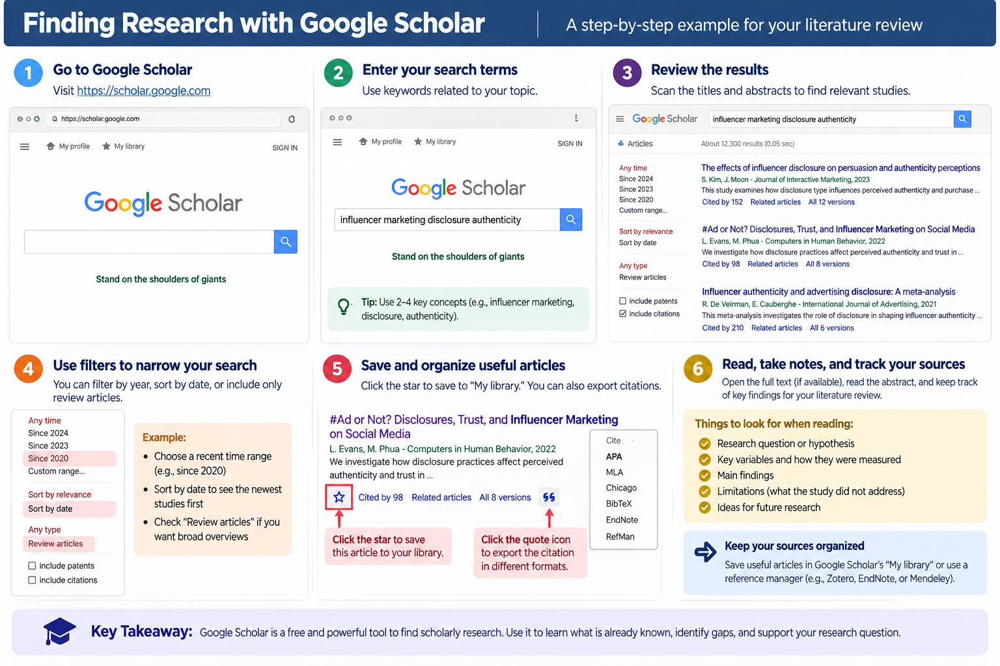 Finding Research with Google Scholar
A step-by-step example for your literature review
1
Go to Google Scholar
Visit https://scholar.google.com
https://scholar.google.com
My profile
My library
SIGN IN
Google Scholar
Stand on the shoulders of giants
2
Enter your search terms
Use keywords related to your topic.
My profile
My library
SIGN IN
Google Scholar
influencer marketing disclosure authenticity
Stand on the shoulders of giants
Tip: Use 2–4 key concepts (e.g., influencer marketing,
disclosure, authenticity).
3
Review the results
Scan the titles and abstracts to find relevant studies.
Google Scholar
influencer marketing disclosure authenticity
Articles
About 12,300 results (0.05 sec)
Any time
Since 2024
Since 2023
Since 2020
Custom range...
Sort by relevance
Sort by date
Any type
Review articles
include patents
include citations
The effects of influencer disclosure on persuasion and authenticity perceptions
S. Kim, J. Moon - Journal of Interactive Marketing, 2023
This study examines how disclosure type influences perceived authenticity and purchase ...
Cited by 152 Related articles All 12 versions
#Ad or Not? Disclosures, Trust, and Influencer Marketing on Social Media
L. Evans, M. Phua - Computers in Human Behavior, 2022
We investigate how disclosure practices affect perceived authenticity and trust in ...
Cited by 98 Related articles All 8 versions
Influencer authenticity and advertising disclosure: A meta-analysis
R. De Veirman, E. Cauberghe - International Journal of Advertising, 2021
This meta-analysis investigates the role of disclosure in shaping influencer authenticity ...
Cited by 210 Related articles All 6 versions
4
Use filters to narrow your search
You can filter by year, sort by date, or include only
review articles.
Any time
Since 2024
Since 2023
Since 2020
Custom range...
Sort by relevance
Sort by date
Any type
Review articles
include patents
include citations
Example:
• Choose a recent time range
(e.g., since 2020)
• Sort by date to see the newest
studies first
• Check “Review articles” if you
want broad overviews
5
Save and organize useful articles
Click the star to save to “My library.” You can also export citations.
#Ad or Not? Disclosures, Trust, and Influencer Marketing
on Social Media
L. Evans, M. Phua - Computers in Human Behavior, 2022
We investigate how disclosure practices affect perceived
authenticity and trust in ...
Cited by 98 Related articles All 8 versions
Click the star to save
this article to your library.
Click the quote icon
to export the citation
in different formats.
Cite
APA
MLA
Chicago
BibTeX
EndNote
RefMan
6
Read, take notes, and track your sources
Open the full text (if available), read the abstract, and keep track
of key findings for your literature review.
Things to look for when reading:
Research question or hypothesis
Key variables and how they were measured
Main findings
Limitations (what the study did not address)
Ideas for future research
Keep your sources organized
Save useful articles in Google Scholar’s “My library” or use a
reference manager (e.g., Zotero, EndNote, or Mendeley).
Key Takeaway: Google Scholar is a free and powerful tool to find scholarly research. Use it to learn what is already known, identify gaps, and support your research question.